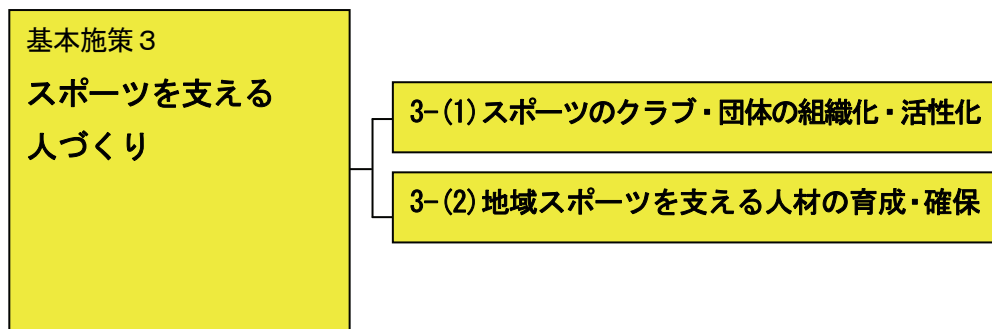 基本施策３
スポーツを支える
人づくり
3-(1)スポーツのクラブ・団体の組織化・活性化
3-(2)地域スポーツを支える人材の育成・確保